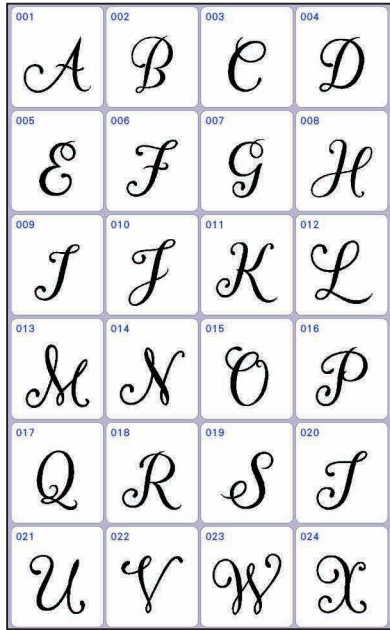 001 002 003 004
A B C D
005 006 007 008
E F G H
009 010 011 012
I J K L
013 014 015 016
M N O P
017 018 019 020
Q R S T
021 022 023 024
U V W X